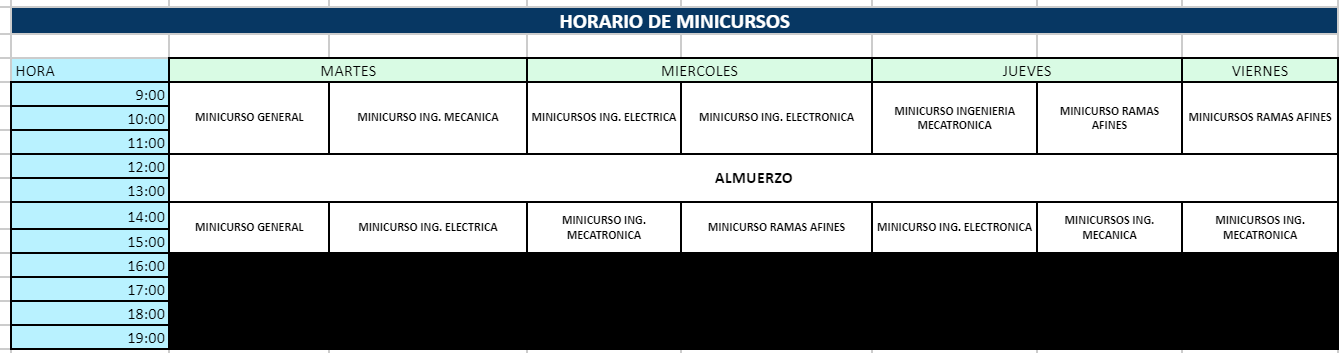 HORARIO DE MINICURSOS
HORA MARTES MIERCOLES JUEVES VIERNES
9:00
10:00
11:00
MINICURSO GENERAL
MINICURSO ING. MECANICA
MINICURSOS ING. ELECTRICA
MINICURSO ING. ELECTRONICA
MINICURSO INGENIERIA
MECATRONICA
MINICURSO RAMAS
AFINES
MINICURSOS RAMAS AFINES
12:00
13:00
ALMUERZO
14:00
15:00
MINICURSO GENERAL
MINICURSO ING. ELECTRICA
MINICURSO ING.
MECATRONICA
MINICURSO RAMAS AFINES
MINICURSO ING. ELECTRONICA
MINICURSOS ING.
MECANICA
MINICURSOS ING.
MECATRONICA
16:00
17:00
18:00
19:00